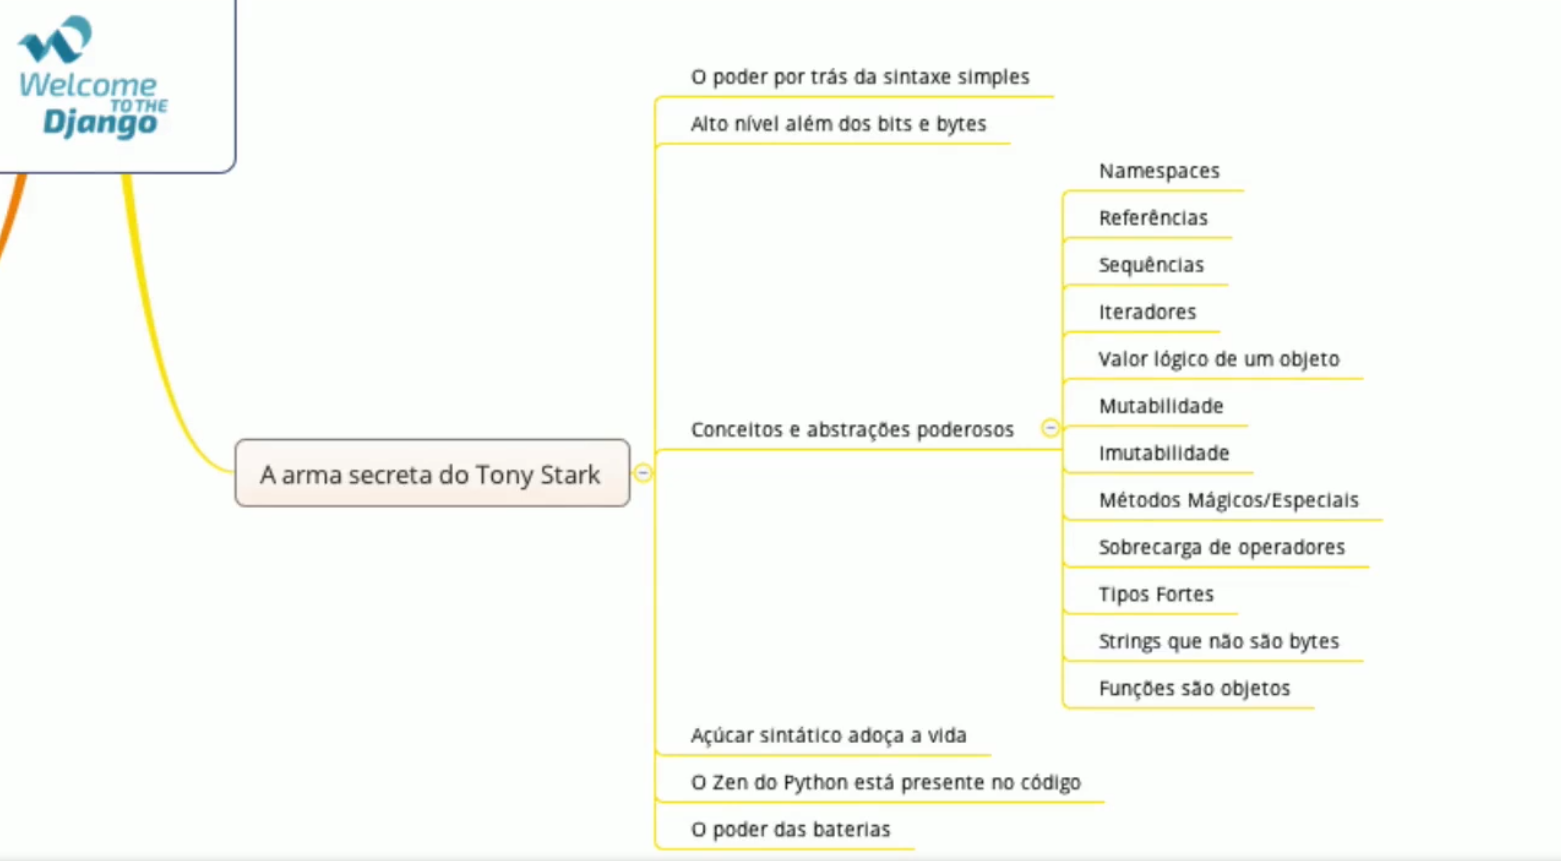 Welcome
TO THE
Django
O poder por trás da sintaxe simples
Alto nível além dos bits e bytes
Namespaces
Referências
Sequências
Iteradores
Valor lógico de um objeto
Mutabilidade
Conceitos e abstrações poderosos
Imutabilidade
A arma secreta do Tony Stark
Métodos Mágicos/Especiais
Sobrecarga de operadores
Tipos Fortes
Strings que não são bytes
Funções são objetos
Açúcar sintático adoça a vida
O Zen do Python está presente no código
O poder das baterias